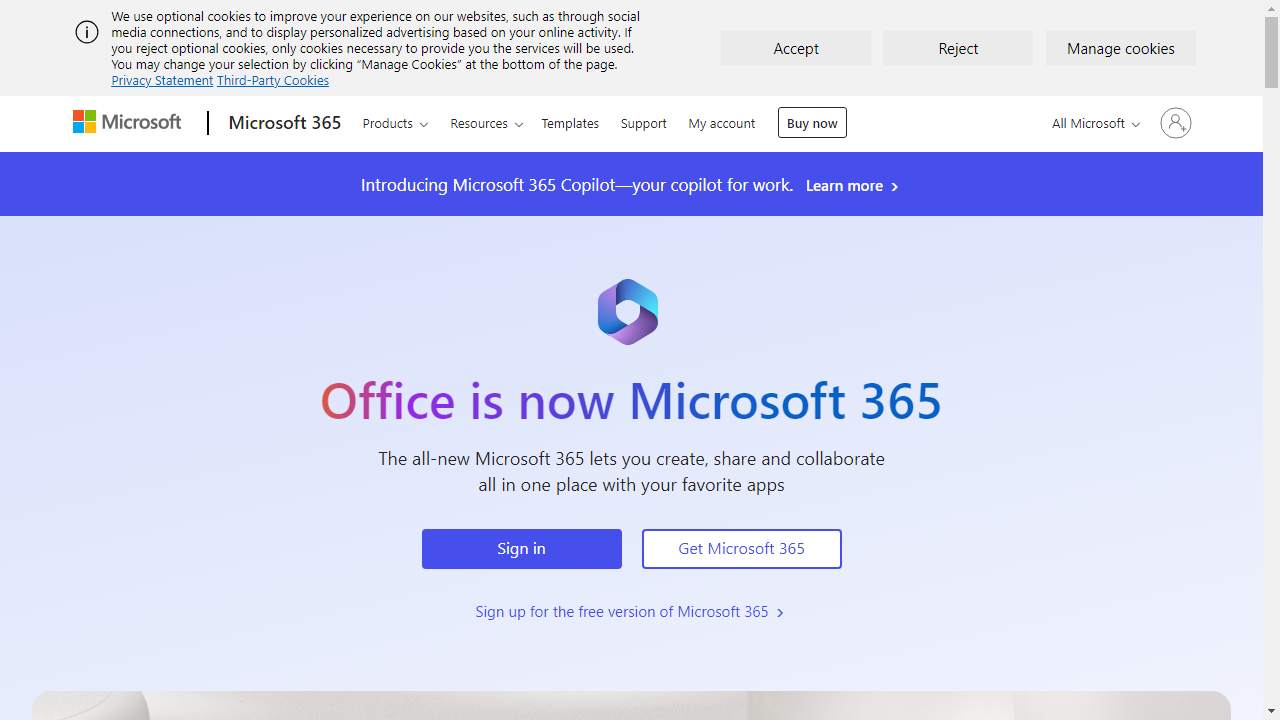 We use optional cookies to improve your experience on our websites, such as through social
media connections, and to display personalized advertising based on your online activity. If
you reject optional cookies, only cookies necessary to provide you the services will be used.
You may change your selection by clicking “Manage Cookies” at the bottom of the page.
Privacy Statement Third-Party Cookies
Accept
Reject
Manage cookies
Microsoft
Microsoft 365
Products
Resources
Templates
Support
My account
Buy now
All Microsoft
Introducing Microsoft 365 Copilot—your copilot for work. Learn more
Office is now Microsoft 365
The all-new Microsoft 365 lets you create, share and collaborate
all in one place with your favorite apps
Sign in
Get Microsoft 365
Sign up for the free version of Microsoft 365